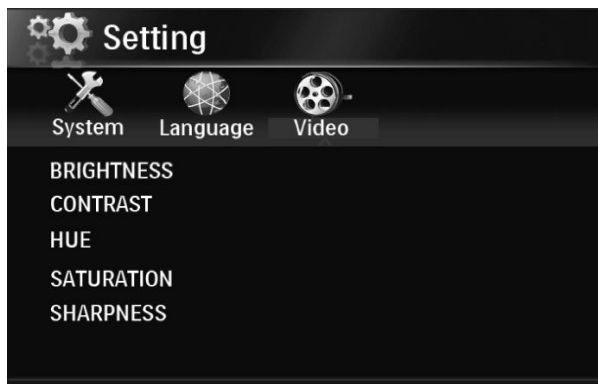 Setting
System Language Video
BRIGHTNESS
CONTRAST
HUE
SATURATION
SHARPNESS